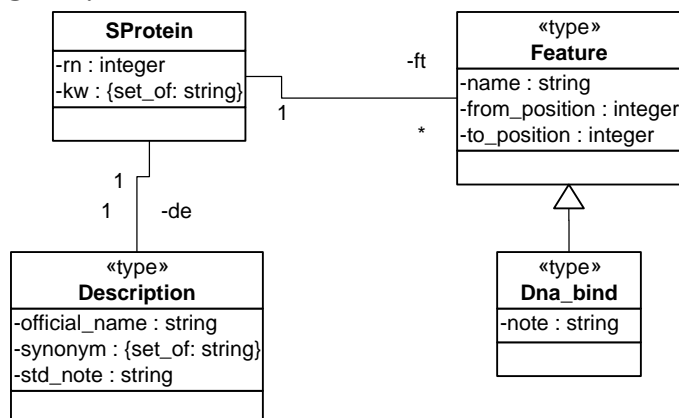 SProtein
-rn : integer
-kw : {set_of: string}
«type»
Feature
-name : string
-from_position : integer
-to_position : integer
-ft
1
*
1
1
-de
«type»
Description
-official_name : string
-synonym : {set_of: string}
-std_note : string
«type»
Dna_bind
-note : string